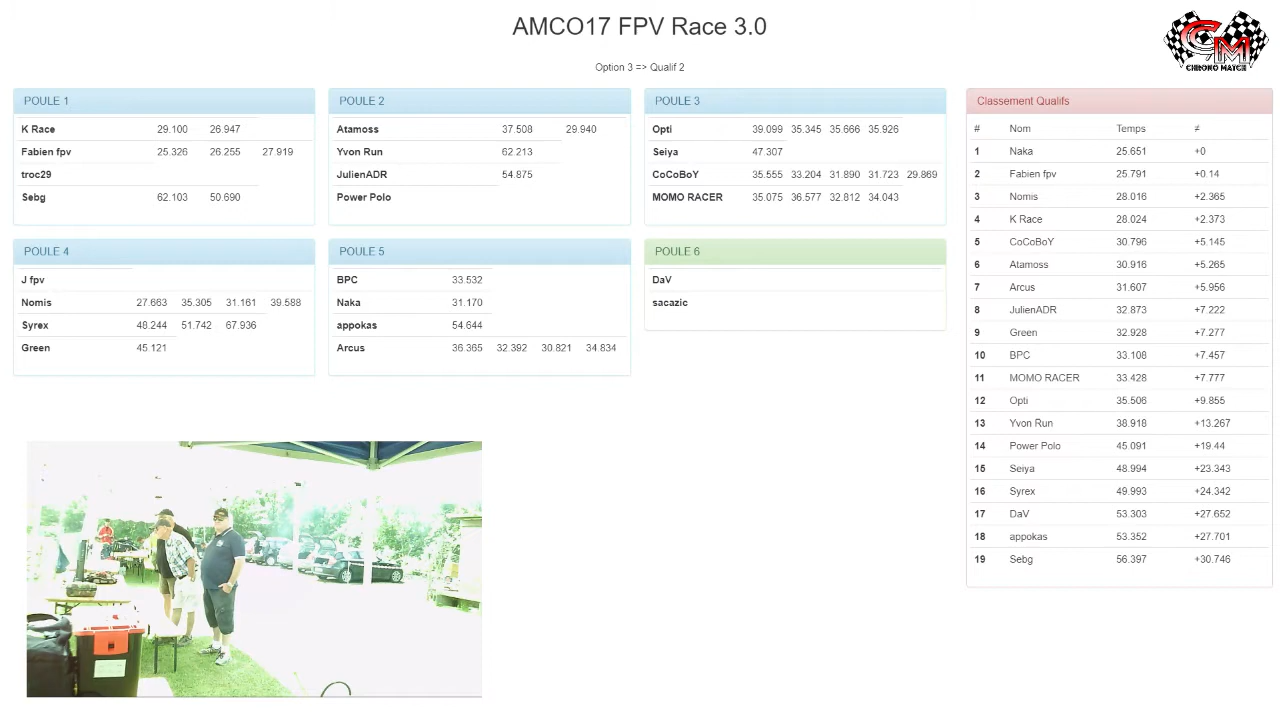 AMCO17 FPV Race 3.0
CM
CHRONO MATCH
Option 3 => Qualif 2
POULE 1
K Race 29.100 26.947
Fabien fpv 25.326 26.255 27.919
troc29
Sebg 62.103 50.690
POULE 2
Atamoss 37.508 29.940
Yvon Run 62.213
JulienADR 54.875
Power Polo
POULE 3
Opti 39.099 35.345 35.666 35.926
Seiya 47.307
CoCoBoY 35.555 33.204 31.890 31.723 29.869
MOMO RACER 35.075 36.577 32.812 34.043
POULE 4
J fpv
Nomis 27.663 35.305 31.161 39.588
Syrex 48.244 51.742 67.936
Green 45.121
POULE 5
BPC 33.532
Naka 31.170
appokas 54.644
Arcus 36.365 32.392 30.821 34.834
POULE 6
DaV
sacazic
Classement Qualifs
# Nom Temps ≠
1 Naka 25.651 +0
2 Fabien fpv 25.791 +0.14
3 Nomis 28.016 +2.365
4 K Race 28.024 +2.373
5 CoCoBoY 30.796 +5.145
6 Atamoss 30.916 +5.265
7 Arcus 31.607 +5.956
8 JulienADR 32.873 +7.222
9 Green 32.928 +7.277
10 BPC 33.108 +7.457
11 MOMO RACER 33.428 +7.777
12 Opti 35.506 +9.855
13 Yvon Run 38.918 +13.267
14 Power Polo 45.091 +19.44
15 Seiya 48.994 +23.343
16 Syrex 49.993 +24.342
17 DaV 53.303 +27.652
18 appokas 53.352 +27.701
19 Sebg 56.397 +30.746